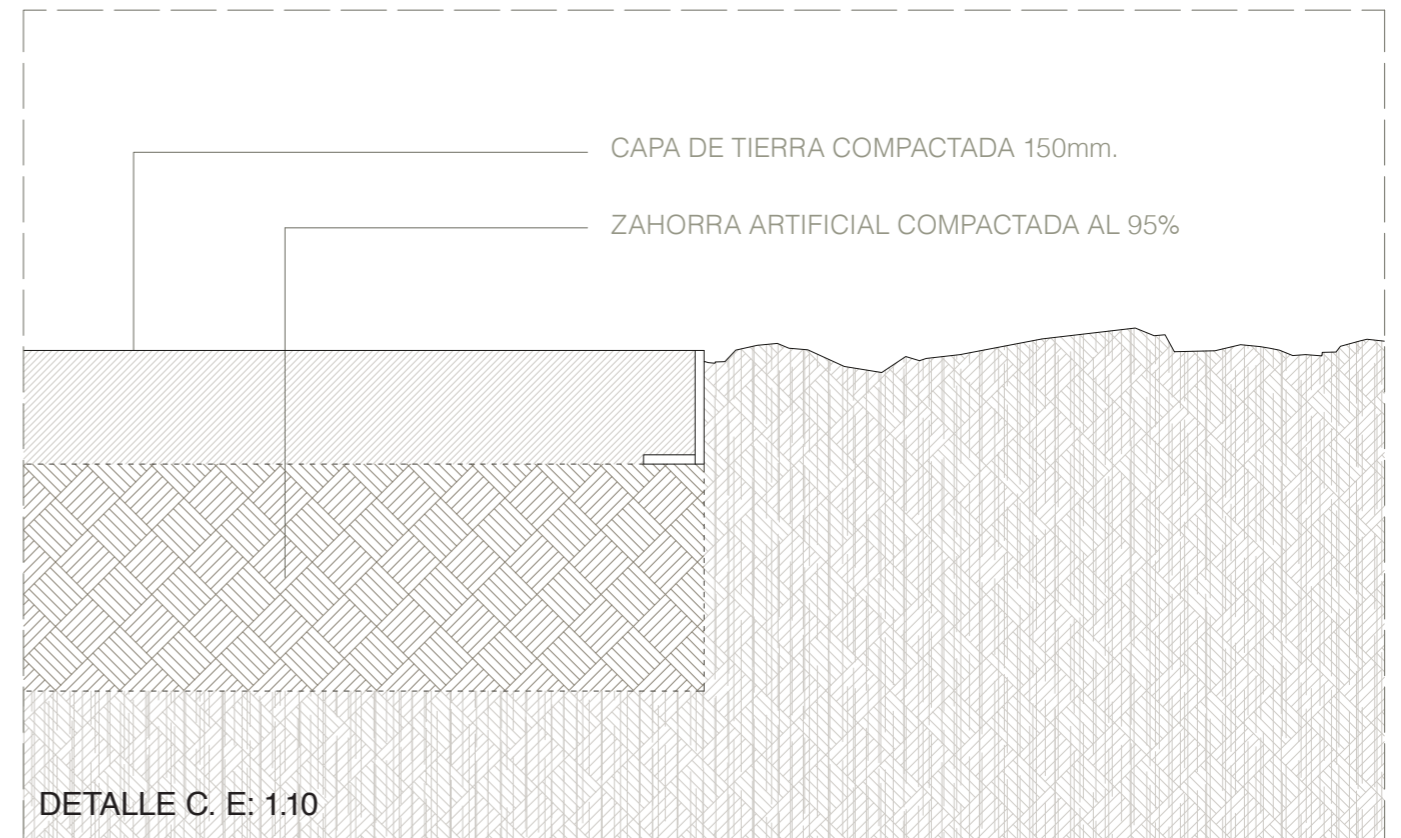 CAPA DE TIERRA COMPACTADA 150mm.
ZAHORRA ARTIFICIAL COMPACTADA AL 95%
DETALLE C. E: 1.10